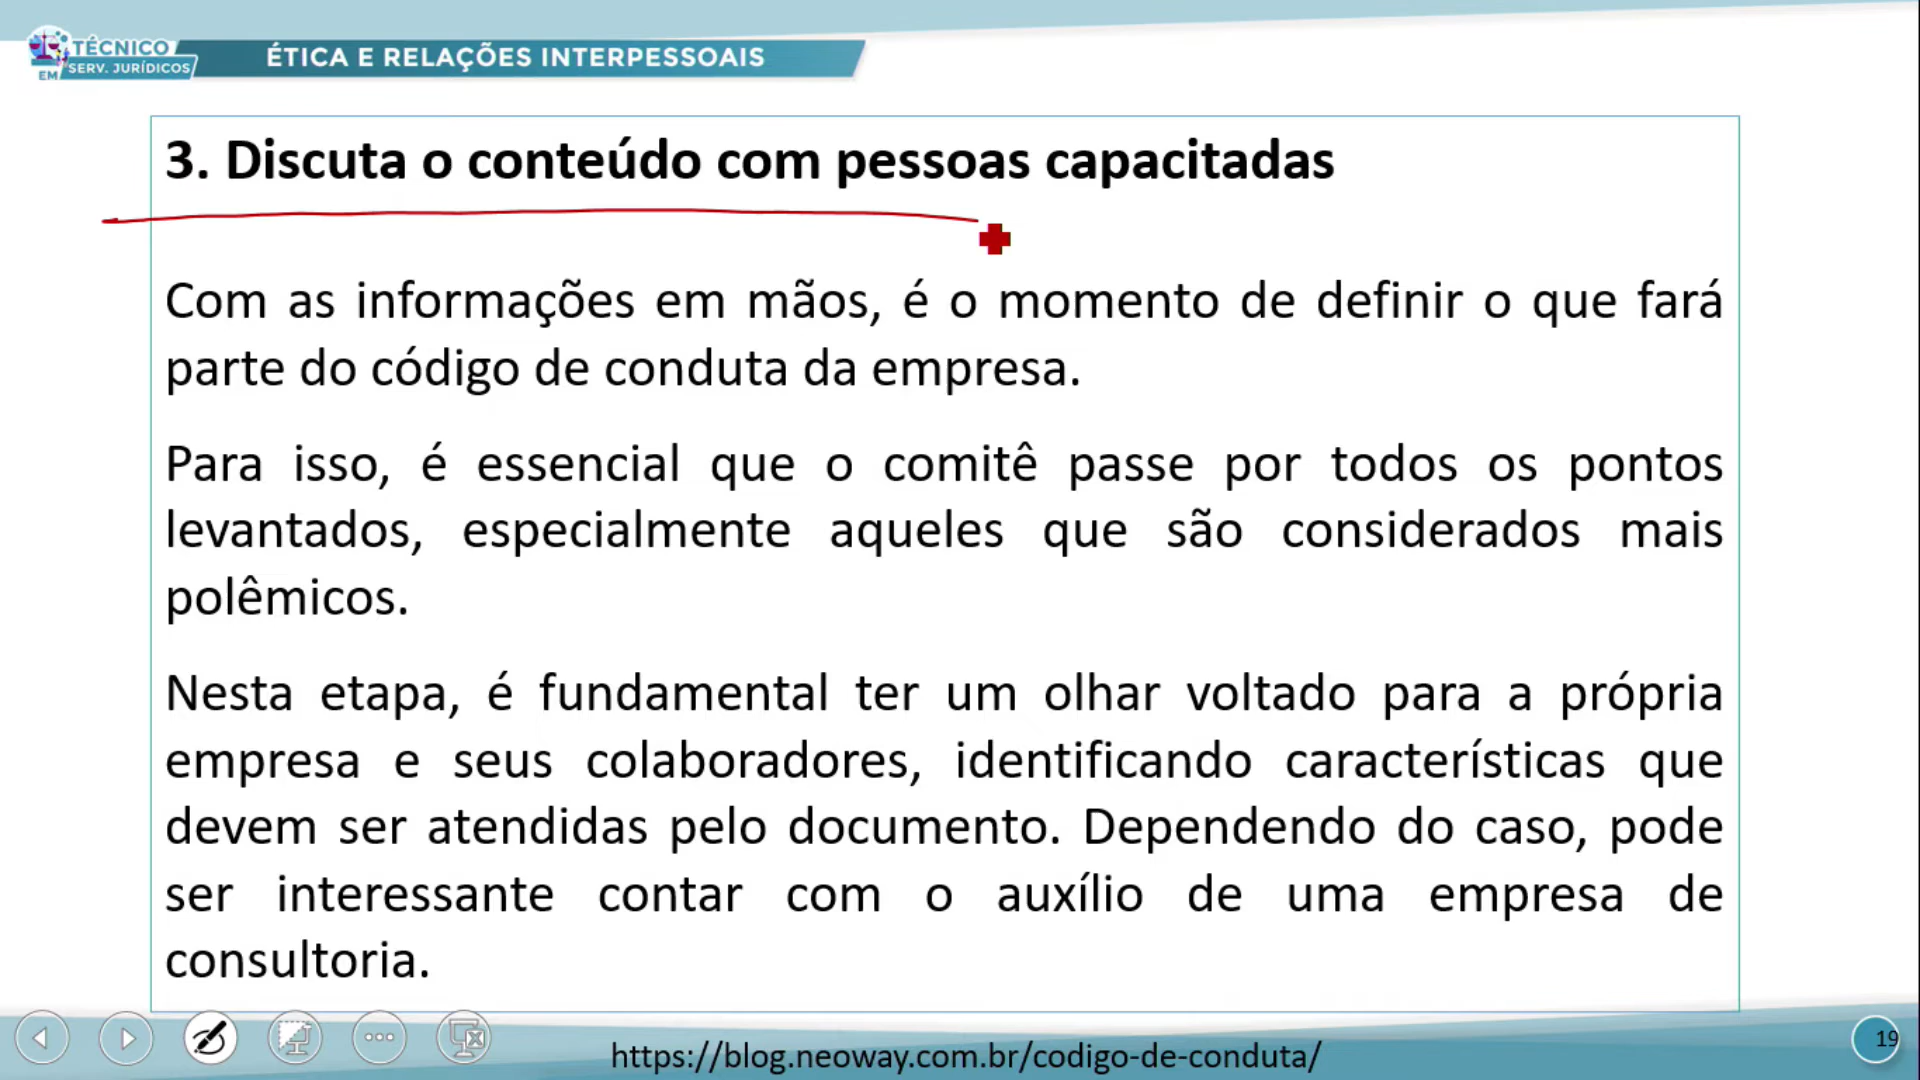 TÉCNICO
EM SERV. JURÍDICOS
ÉTICA E RELAÇÕES INTERPESSOAIS
3. Discuta o conteúdo com pessoas capacitadas
Com as informações em mãos, é o momento de definir o que fará
parte do código de conduta da empresa.
Para isso, é essencial que o comitê passe por todos os pontos
levantados, especialmente aqueles que são considerados mais
polêmicos.
Nesta etapa, é fundamental ter um olhar voltado para a própria
empresa e seus colaboradores, identificando características que
devem ser atendidas pelo documento. Dependendo do caso, pode
ser interessante contar com o auxílio de uma empresa de
consultoria.
https://blog.neoway.com.br/codigo-de-conduta/
19